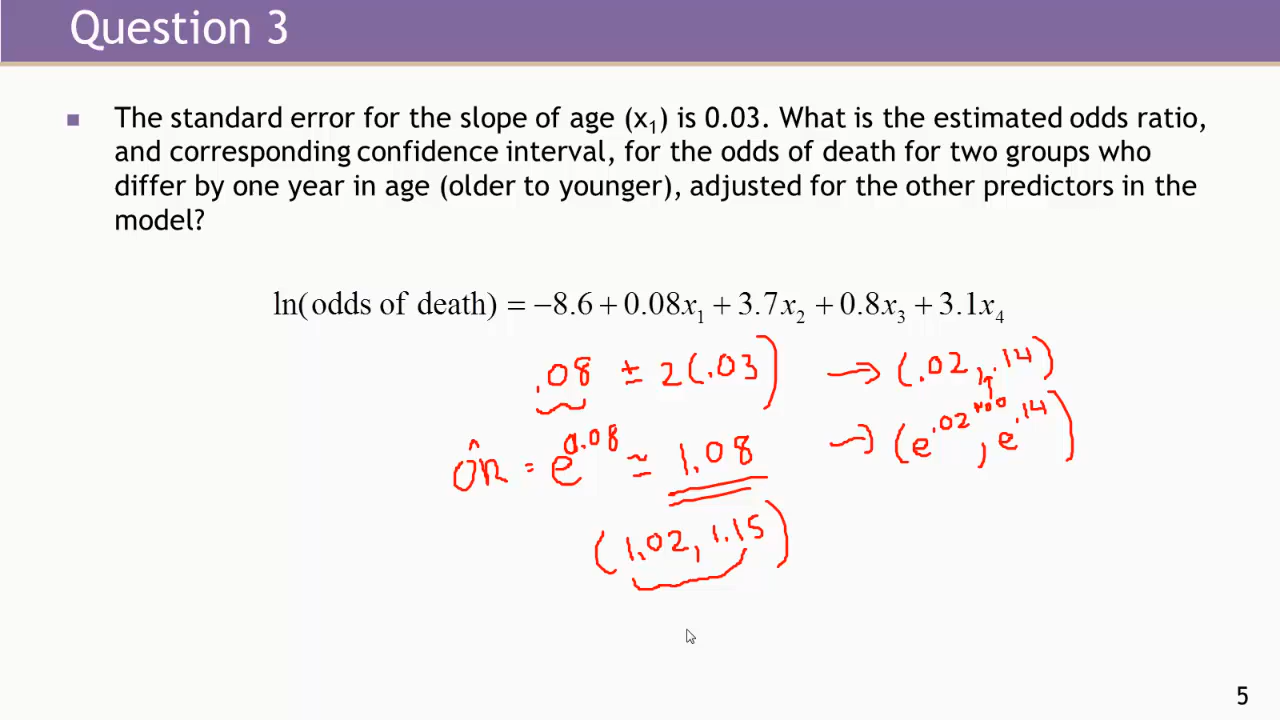 Question 3
The standard error for the slope of age (x₁) is 0.03. What is the estimated odds ratio,
and corresponding confidence interval, for the odds of death for two groups who
differ by one year in age (older to younger), adjusted for the other predictors in the
model?
ln(odds of death) = −8.6 + 0.08x₁ + 3.7x₂ + 0.8x₃ + 3.1x₄
.08 ± 2(.03) → (.02, .14)
ÔR = e^0.08 ≃ 1.08 → (e^.02, e^.14)
(1.02, 1.15)
5